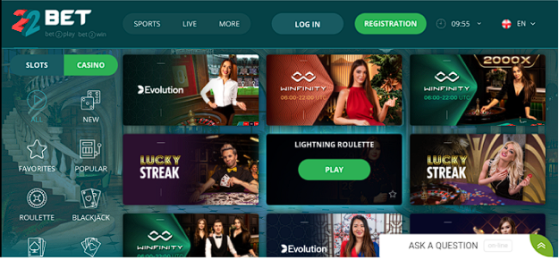 22BET
bet play, bet win
SPORTS
LIVE
MORE
LOG IN
REGISTRATION
09:55
EN
SLOTS
CASINO
NEW
FAVORITES
POPULAR
ROULETTE
BLACKJACK
Evolution
WINFINITY
06:00-22:00 UTC
2000X
WINFINITY
06:00-22:00 UTC
LUCKY
STREAK
LIGHTNING ROULETTE
PLAY
LUCKY
STREAK
WINFINITY
Evolution
WINFINITY
ASK A QUESTION